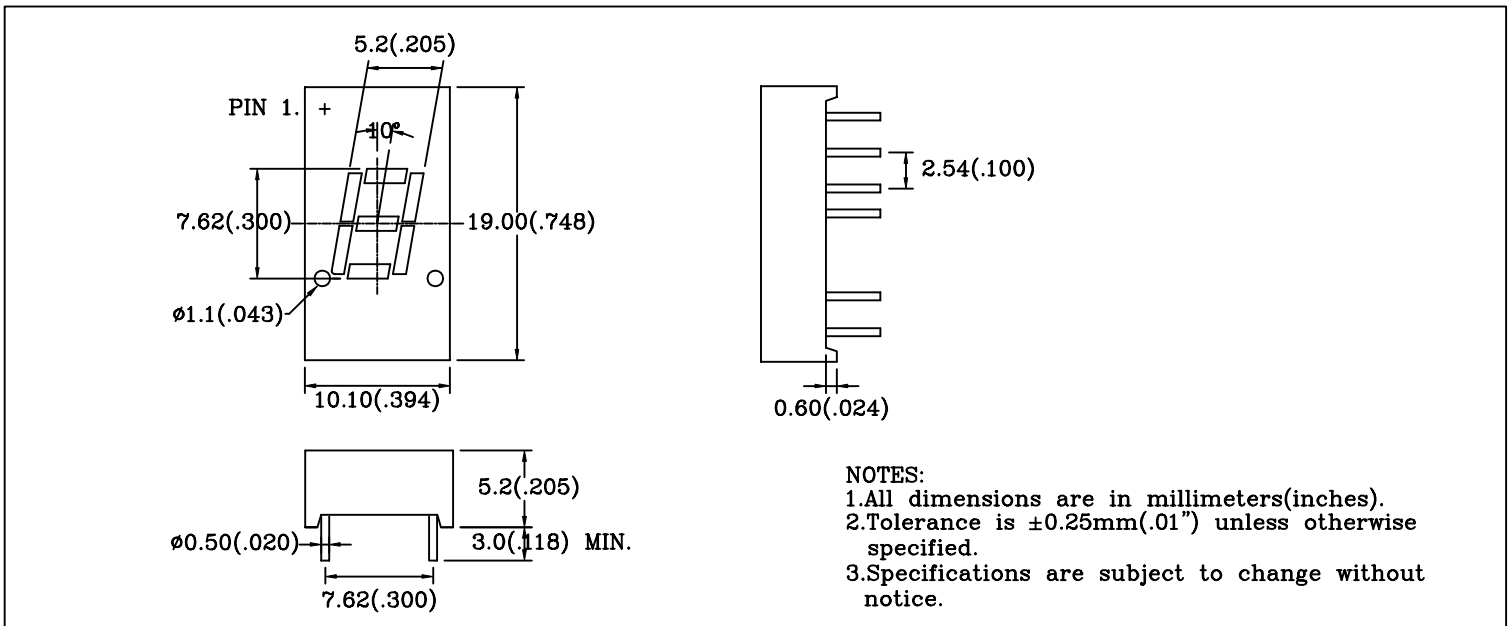 5.2(.205)
PIN 1. +
10°
2.54(.100)
7.62(.300)
19.00(.748)
ø1.1(.043)
10.10(.394)
0.60(.024)
5.2(.205)
ø0.50(.020)
3.0(.118) MIN.
7.62(.300)
NOTES:
1.All dimensions are in millimeters(inches).
2.Tolerance is ±0.25mm(.01") unless otherwise
specified.
3.Specifications are subject to change without
notice.